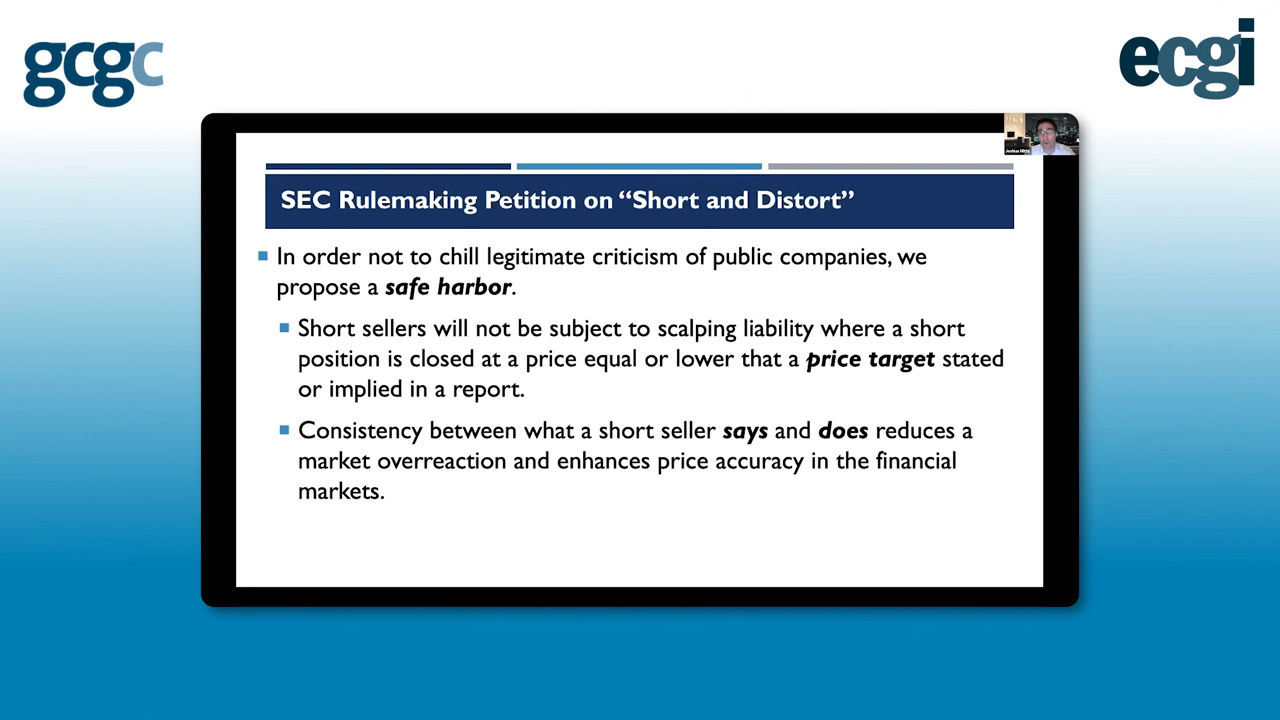 gcgc
ecgi
SEC Rulemaking Petition on “Short and Distort”
In order not to chill legitimate criticism of public companies, we
propose a safe harbor.
Short sellers will not be subject to scalping liability where a short
position is closed at a price equal or lower that a price target stated
or implied in a report.
Consistency between what a short seller says and does reduces a
market overreaction and enhances price accuracy in the financial
markets.